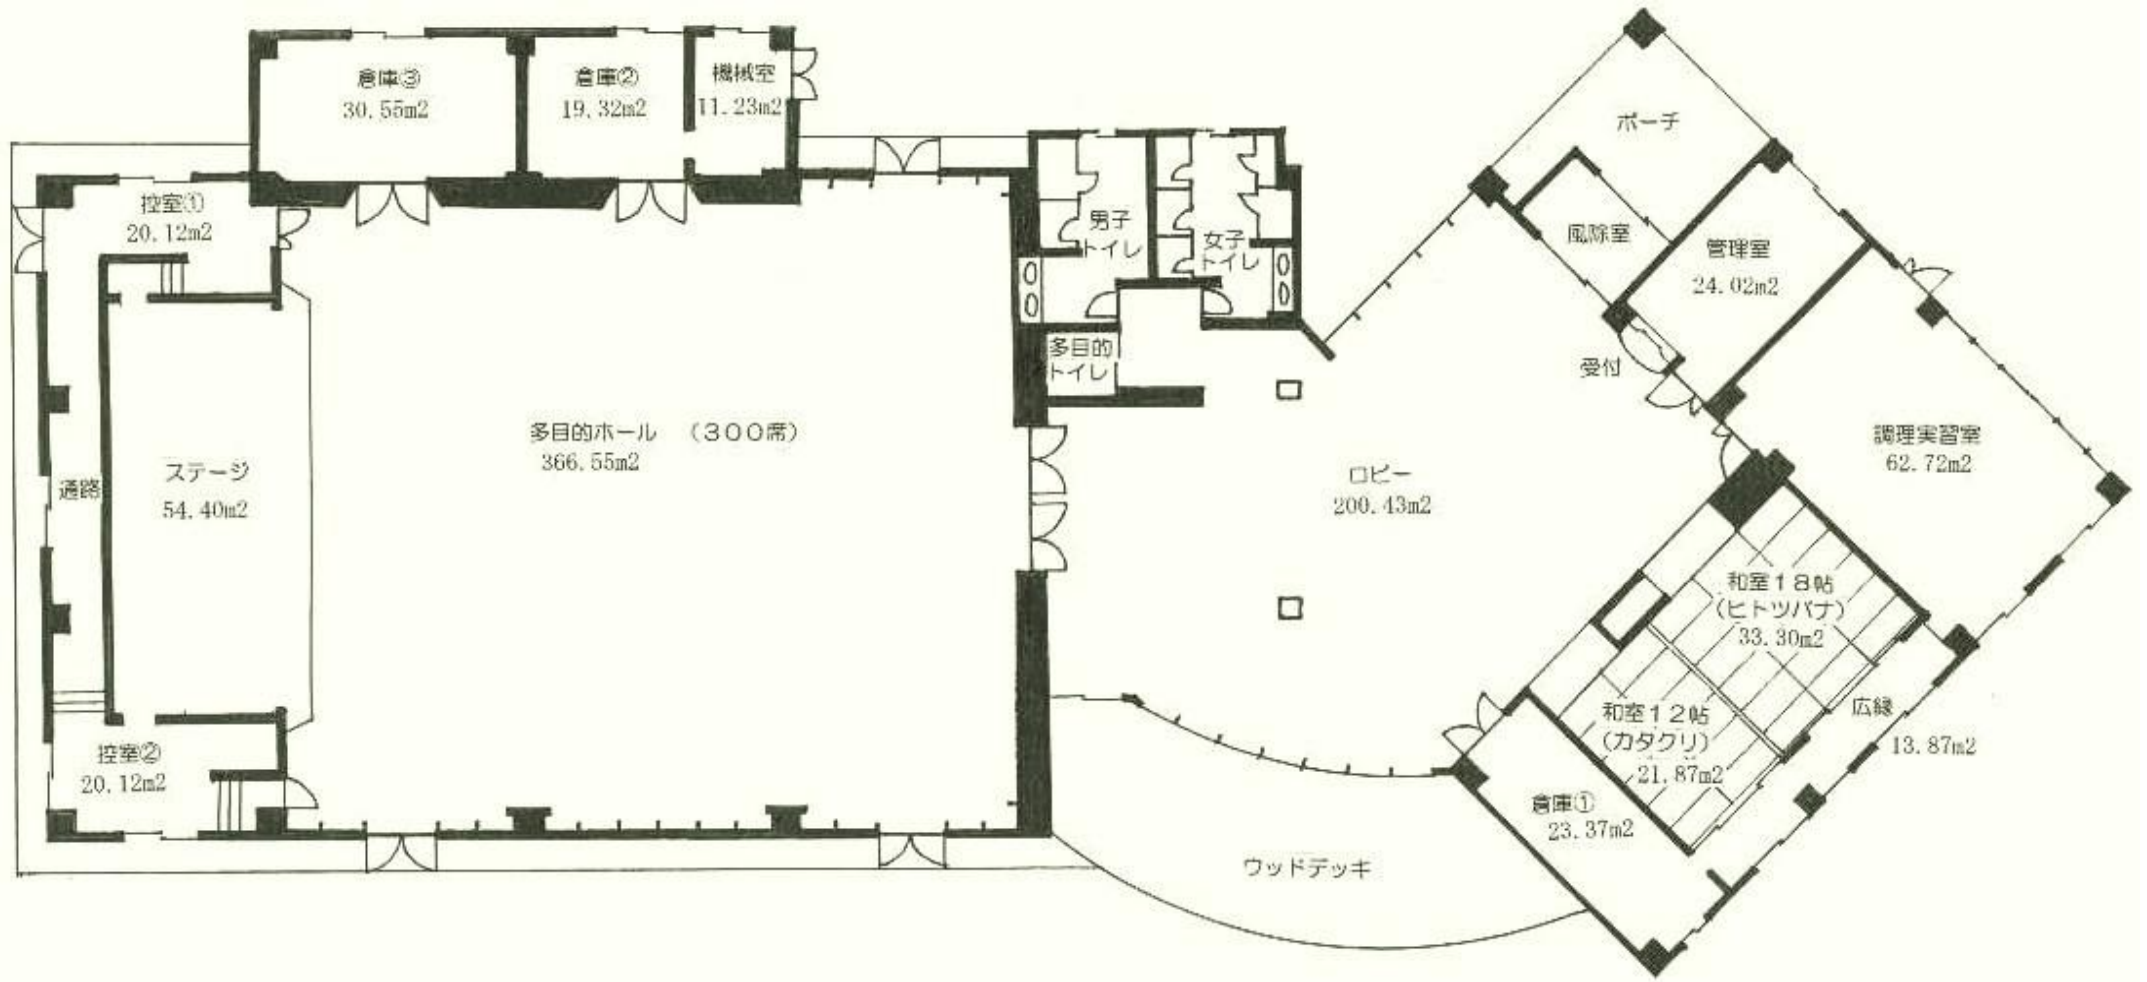 倉庫③
30.55m2
倉庫②
19.32m2
機械室
11.23m2
ポーチ
控室①
20.12m2
男子
トイレ
女子
トイレ
風除室
管理室
24.02m2
多目的
トイレ
受付
多目的ホール （３００席）
366.55m2
調理実習室
62.72m2
ステージ
54.40m2
通路
ロビー
200.43m2
和室１８帖
（ヒトツバナ）
33.30m2
和室１２帖
（カタクリ）
21.87m2
広縁
13.87m2
控室②
20.12m2
倉庫①
23.37m2
ウッドデッキ